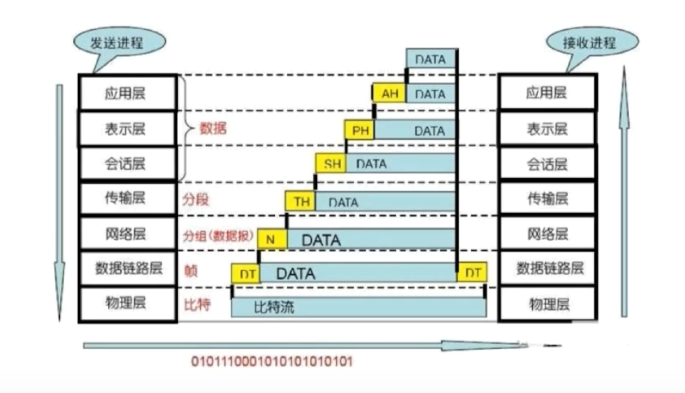 发送进程
接收进程
DATA
应用层
AH
DATA
应用层
表示层
数据
PH
DATA
表示层
会话层
SH
DATA
会话层
传输层
分段
TH
DATA
传输层
网络层
分组(数据报)
N
DATA
网络层
数据链路层
帧
DT
DATA
DT
数据链路层
物理层
比特
比特流
物理层
0101110001010101010101